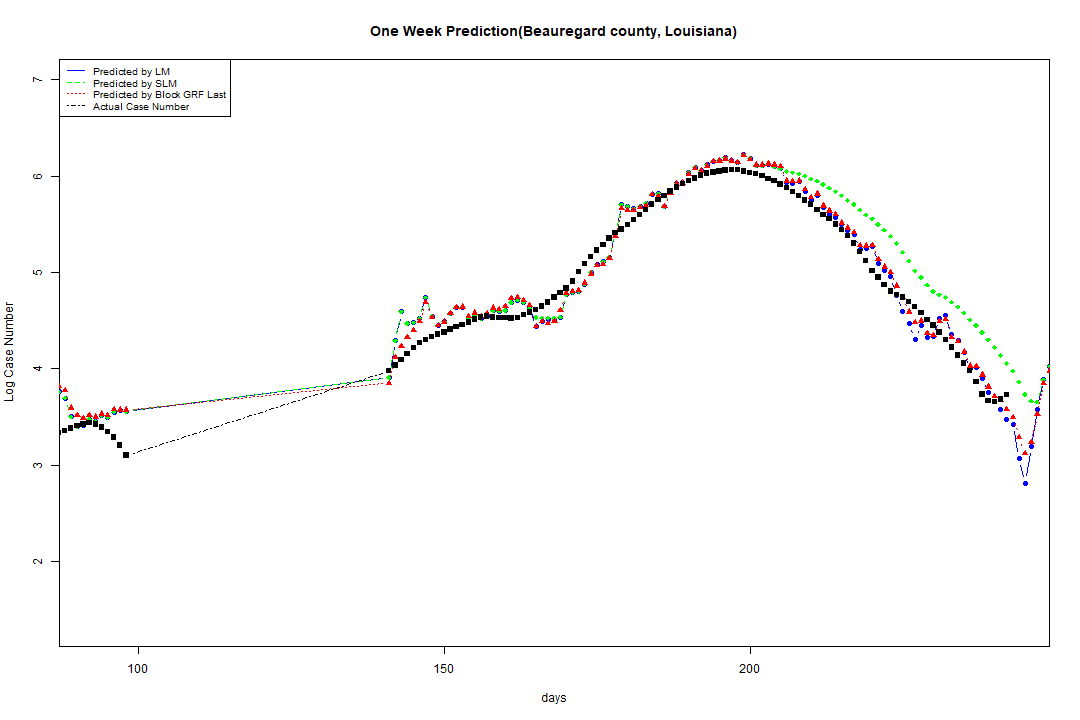 One Week Prediction(Beauregard county, Louisiana)
Predicted by LM
Predicted by SLM
Predicted by Block GRF Last
Actual Case Number
7
6
5
4
3
2
Log Case Number
100 150 200
days